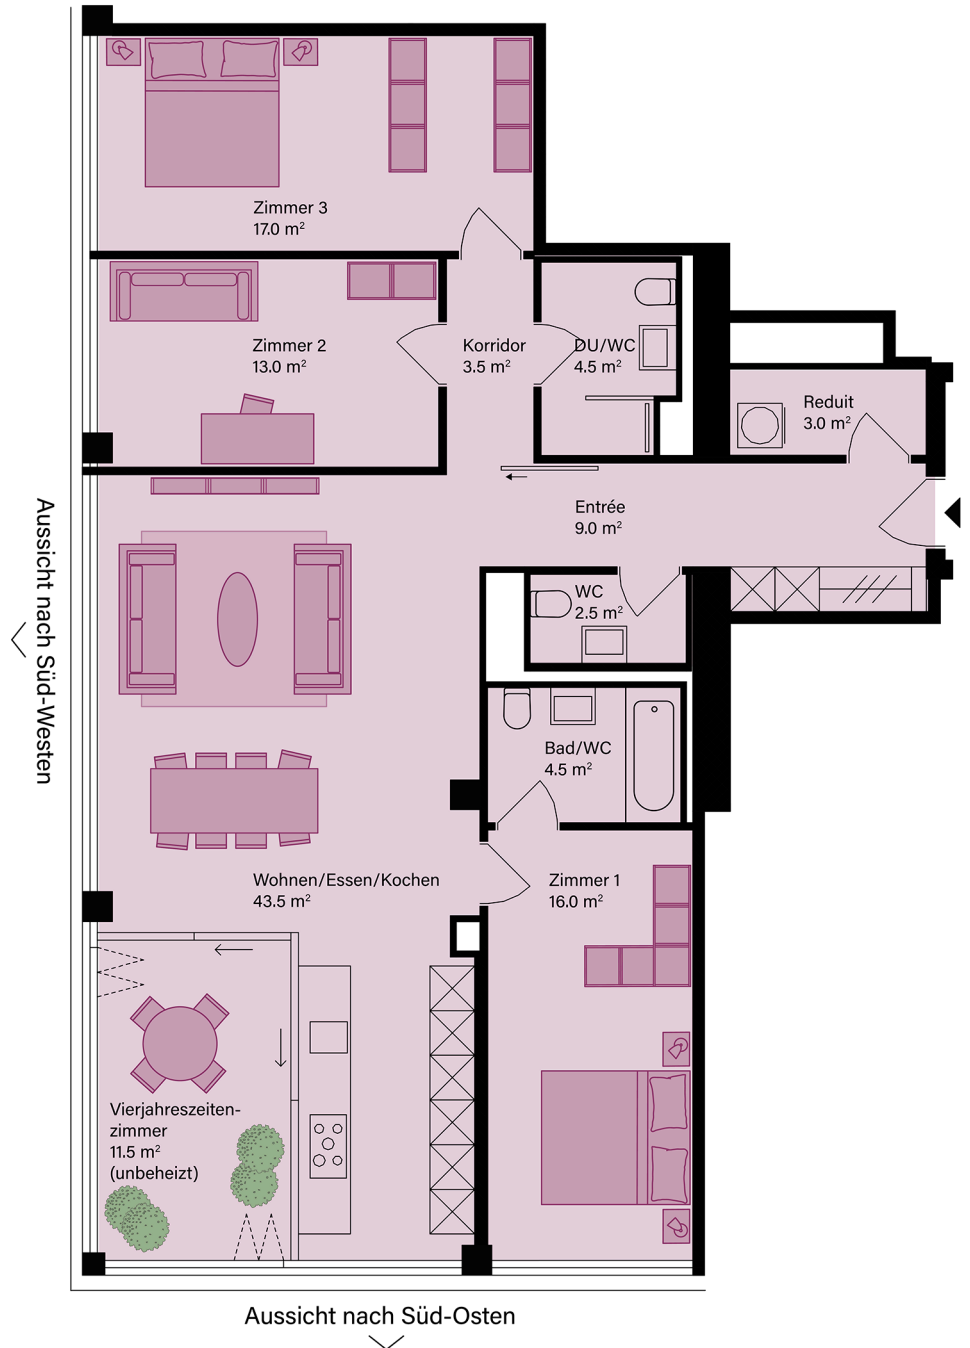 Zimmer 3
17.0 m²
Zimmer 2
13.0 m²
Korridor
3.5 m²
DU/WC
4.5 m²
Reduit
3.0 m²
Entrée
9.0 m²
WC
2.5 m²
Bad/WC
4.5 m²
Wohnen/Essen/Kochen
43.5 m²
Zimmer 1
16.0 m²
Vierjahreszeiten-
zimmer
11.5 m²
(unbeheizt)
Aussicht nach Süd-Westen
Aussicht nach Süd-Osten